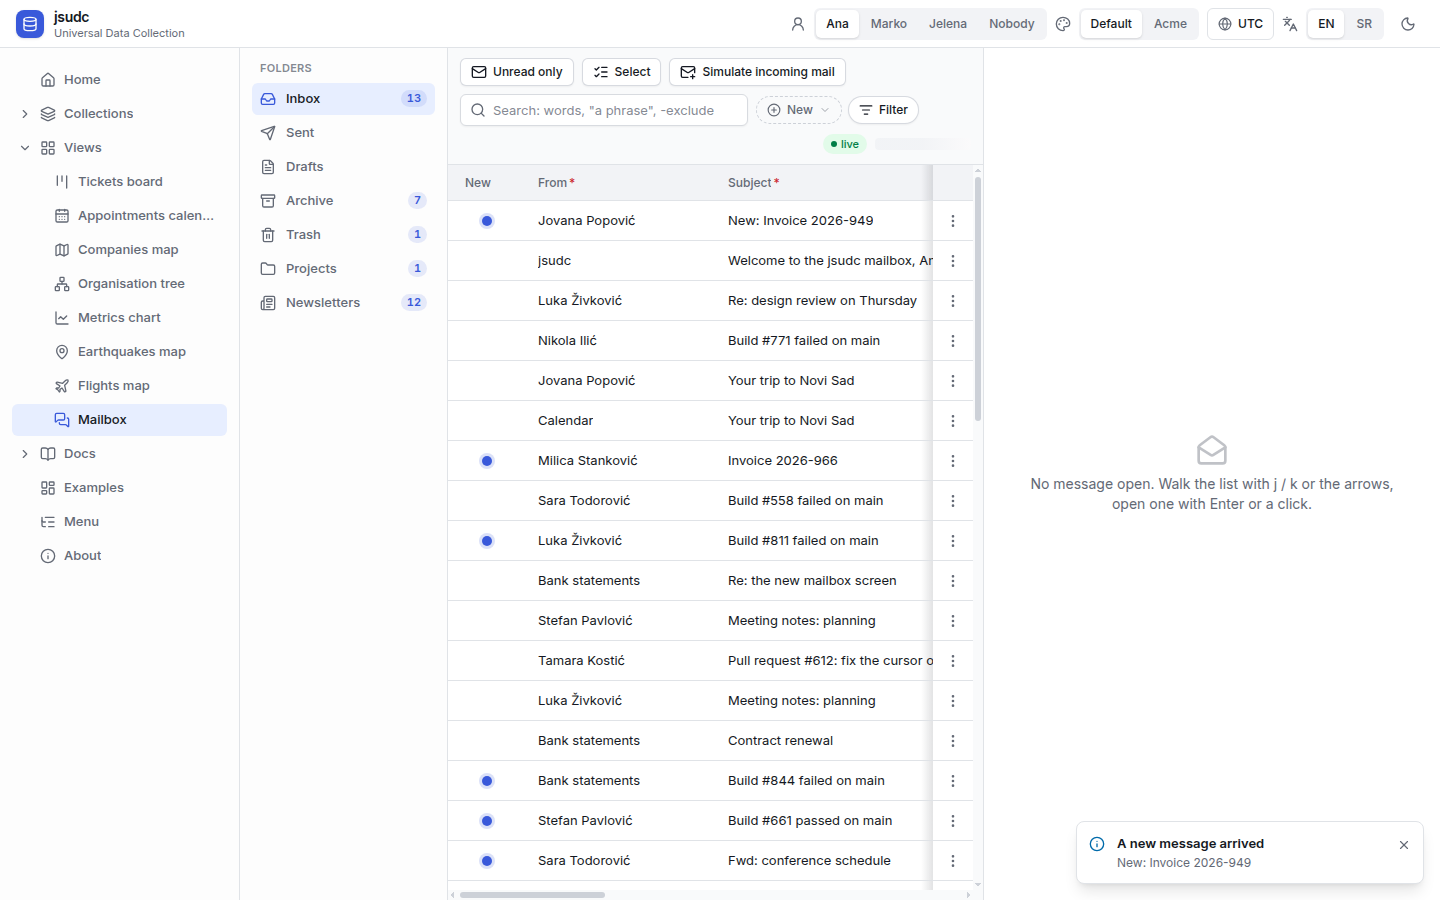 jsudc
Universal Data Collection
Ana
Marko
Jelena
Nobody
Default
Acme
UTC
EN
SR
Home
Collections
Views
Tickets board
Appointments calen...
Companies map
Organisation tree
Metrics chart
Earthquakes map
Flights map
Mailbox
Docs
Examples
Menu
About
FOLDERS
Inbox 13
Sent
Drafts
Archive 7
Trash 1
Projects 1
Newsletters 12
Unread only
Select
Simulate incoming mail
Search: words, "a phrase", -exclude
New
Filter
live
New From* Subject*
Jovana Popović New: Invoice 2026-949
jsudc Welcome to the jsudc mailbox, An
Luka Živković Re: design review on Thursday
Nikola Ilić Build #771 failed on main
Jovana Popović Your trip to Novi Sad
Calendar Your trip to Novi Sad
Milica Stanković Invoice 2026-966
Sara Todorović Build #558 failed on main
Luka Živković Build #811 failed on main
Bank statements Re: the new mailbox screen
Stefan Pavlović Meeting notes: planning
Tamara Kostić Pull request #612: fix the cursor o
Luka Živković Meeting notes: planning
Bank statements Contract renewal
Bank statements Build #844 failed on main
Stefan Pavlović Build #661 passed on main
Sara Todorović Fwd: conference schedule
No message open. Walk the list with j / k or the arrows,
open one with Enter or a click.
A new message arrived
New: Invoice 2026-949